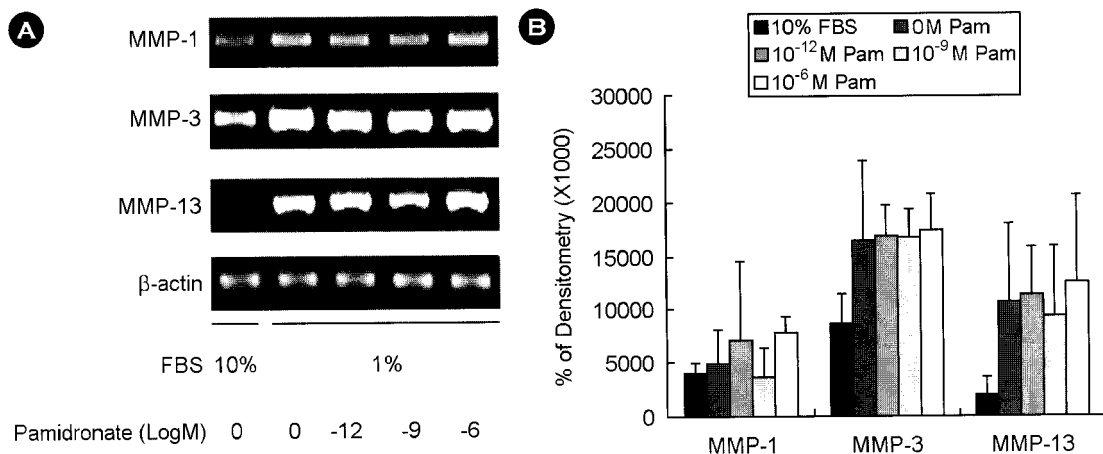 A
MMP-1
MMP-3
MMP-13
β-actin
FBS 10% 1%
Pamidronate (LogM) 0 0 -12 -9 -6
B
10% FBS 0M Pam
10⁻¹² M Pam 10⁻⁹ M Pam
10⁻⁶ M Pam
% of Densitometry (X1000)
30000
25000
20000
15000
10000
5000
0
MMP-1 MMP-3 MMP-13